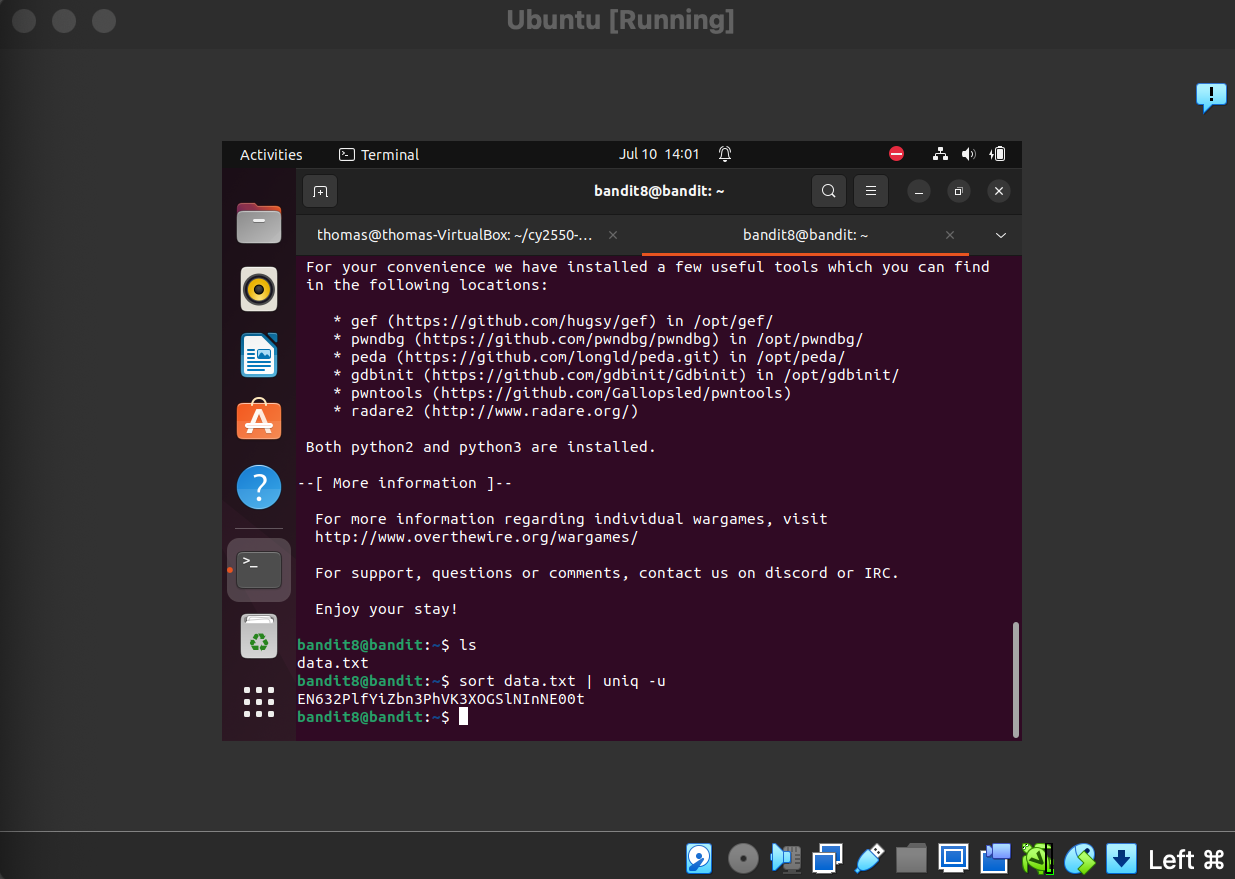 Ubuntu [Running]
Activities
Terminal
Jul 10 14:01
bandit8@bandit: ~
thomas@thomas-VirtualBox: ~/cy2550-...
bandit8@bandit: ~
For your convenience we have installed a few useful tools which you can find
in the following locations:
* gef (https://github.com/hugsy/gef) in /opt/gef/
* pwndbg (https://github.com/pwndbg/pwndbg) in /opt/pwndbg/
* peda (https://github.com/longld/peda.git) in /opt/peda/
* gdbinit (https://github.com/gdbinit/Gdbinit) in /opt/gdbinit/
* pwntools (https://github.com/Gallopsled/pwntools)
* radare2 (http://www.radare.org/)
Both python2 and python3 are installed.
--[ More information ]--
For more information regarding individual wargames, visit
http://www.overthewire.org/wargames/
For support, questions or comments, contact us on discord or IRC.
Enjoy your stay!
bandit8@bandit:~$ ls
data.txt
bandit8@bandit:~$ sort data.txt | uniq -u
EN632PlfYiZbn3PhVK3XOGSlNInNE00t
bandit8@bandit:~$
Left ⌘